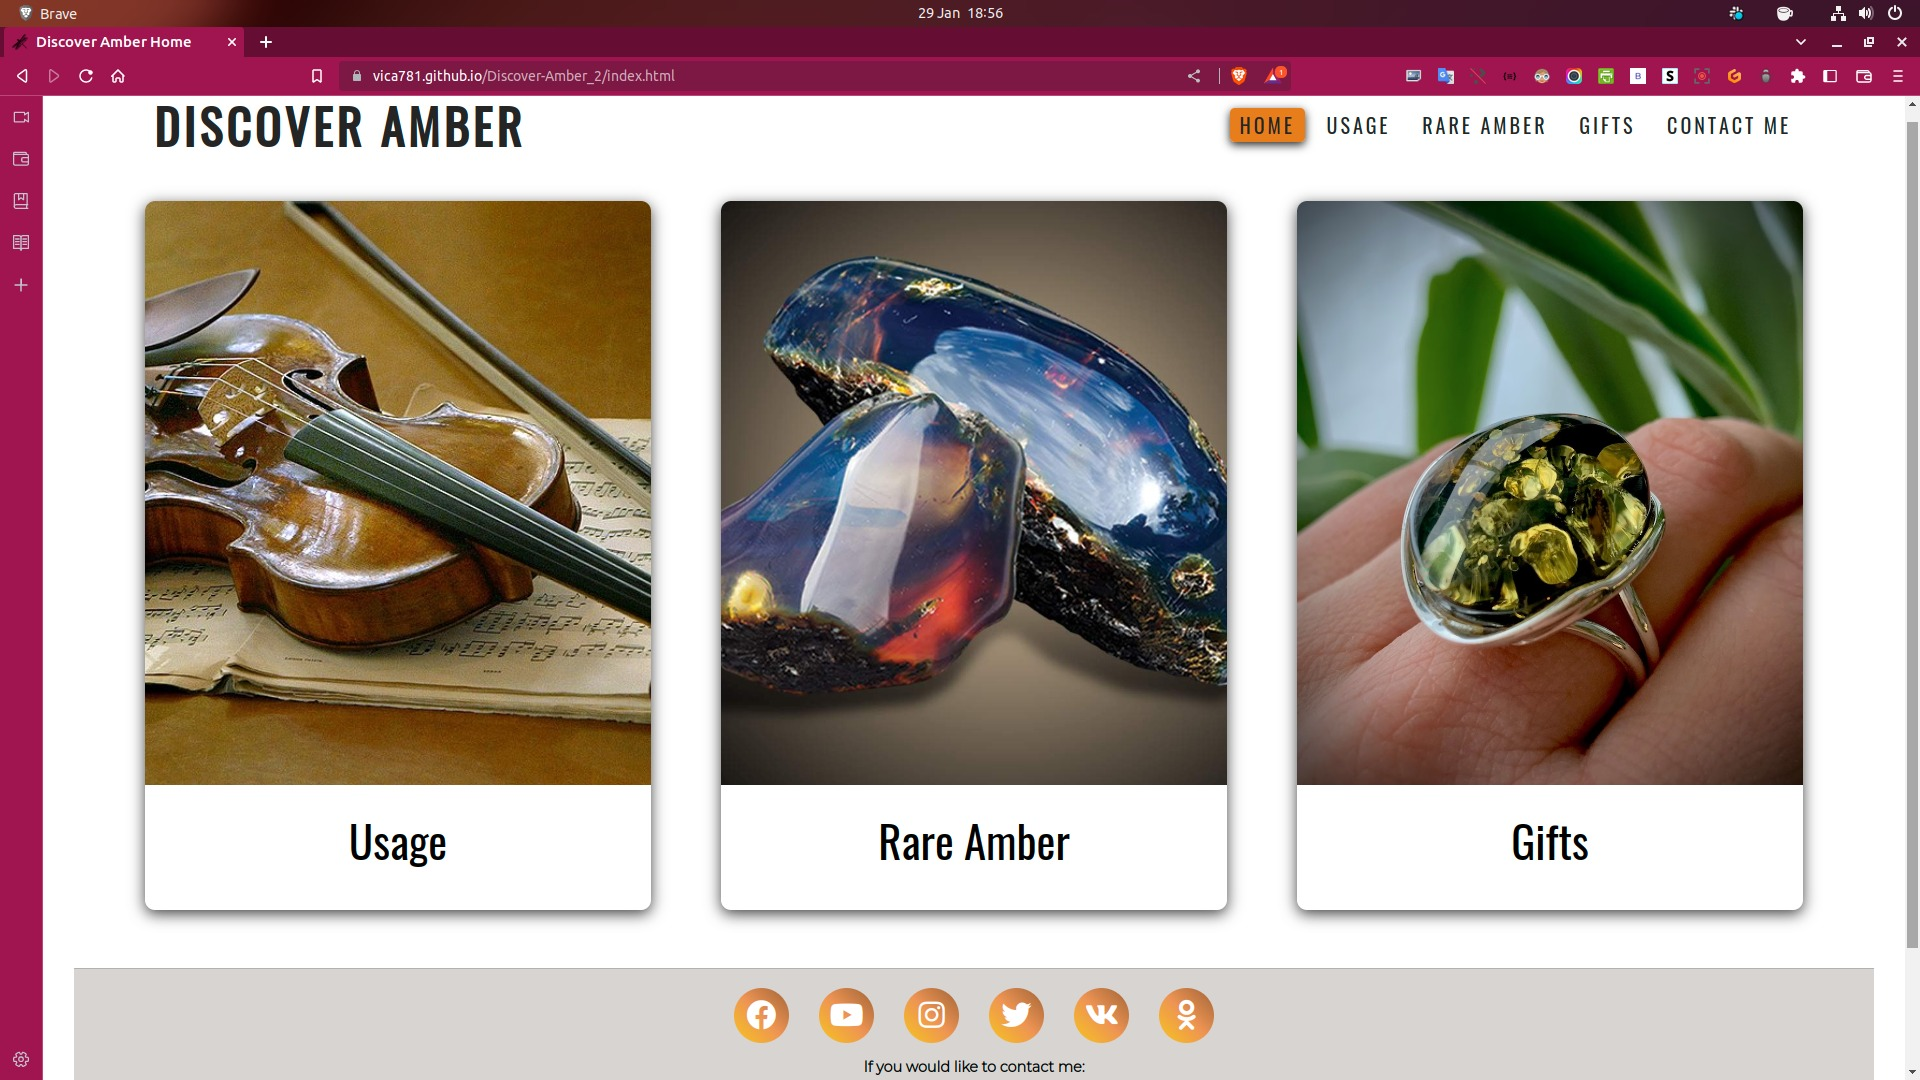 Brave
29 Jan 18:56
Discover Amber Home
vica781.github.io/Discover-Amber_2/index.html
1
DISCOVER AMBER
HOME
USAGE
RARE AMBER
GIFTS
CONTACT ME
Usage
Rare Amber
Gifts
If you would like to contact me: